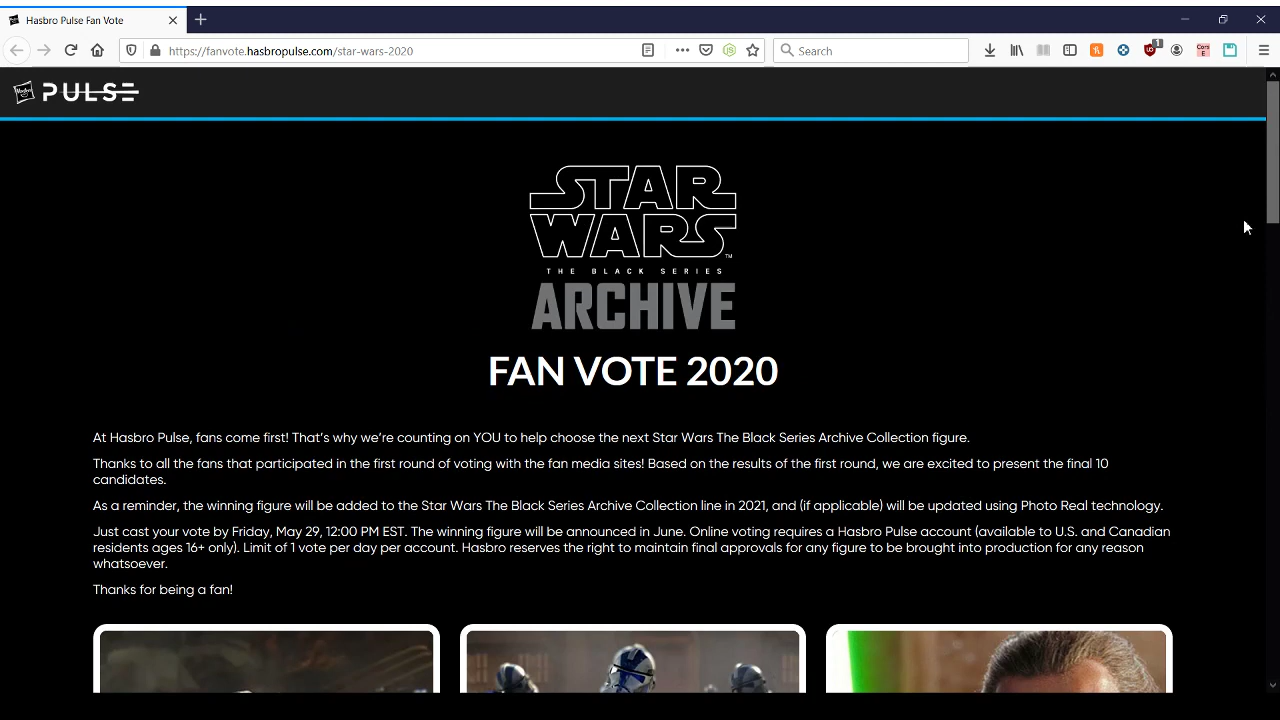 Hasbro Pulse Fan Vote
https://fanvote.hasbropulse.com/star-wars-2020
Search
1
Hasbro PULSE
STAR
WARS™
THE BLACK SERIES
ARCHIVE
FAN VOTE 2020
At Hasbro Pulse, fans come first! That's why we're counting on YOU to help choose the next Star Wars The Black Series Archive Collection figure.
Thanks to all the fans that participated in the first round of voting with the fan media sites! Based on the results of the first round, we are excited to present the final 10
candidates.
As a reminder, the winning figure will be added to the Star Wars The Black Series Archive Collection line in 2021, and (if applicable) will be updated using Photo Real technology.
Just cast your vote by Friday, May 29, 12:00 PM EST. The winning figure will be announced in June. Online voting requires a Hasbro Pulse account (available to U.S. and Canadian
residents ages 16+ only). Limit of 1 vote per day per account. Hasbro reserves the right to maintain final approvals for any figure to be brought into production for any reason
whatsoever.
Thanks for being a fan!